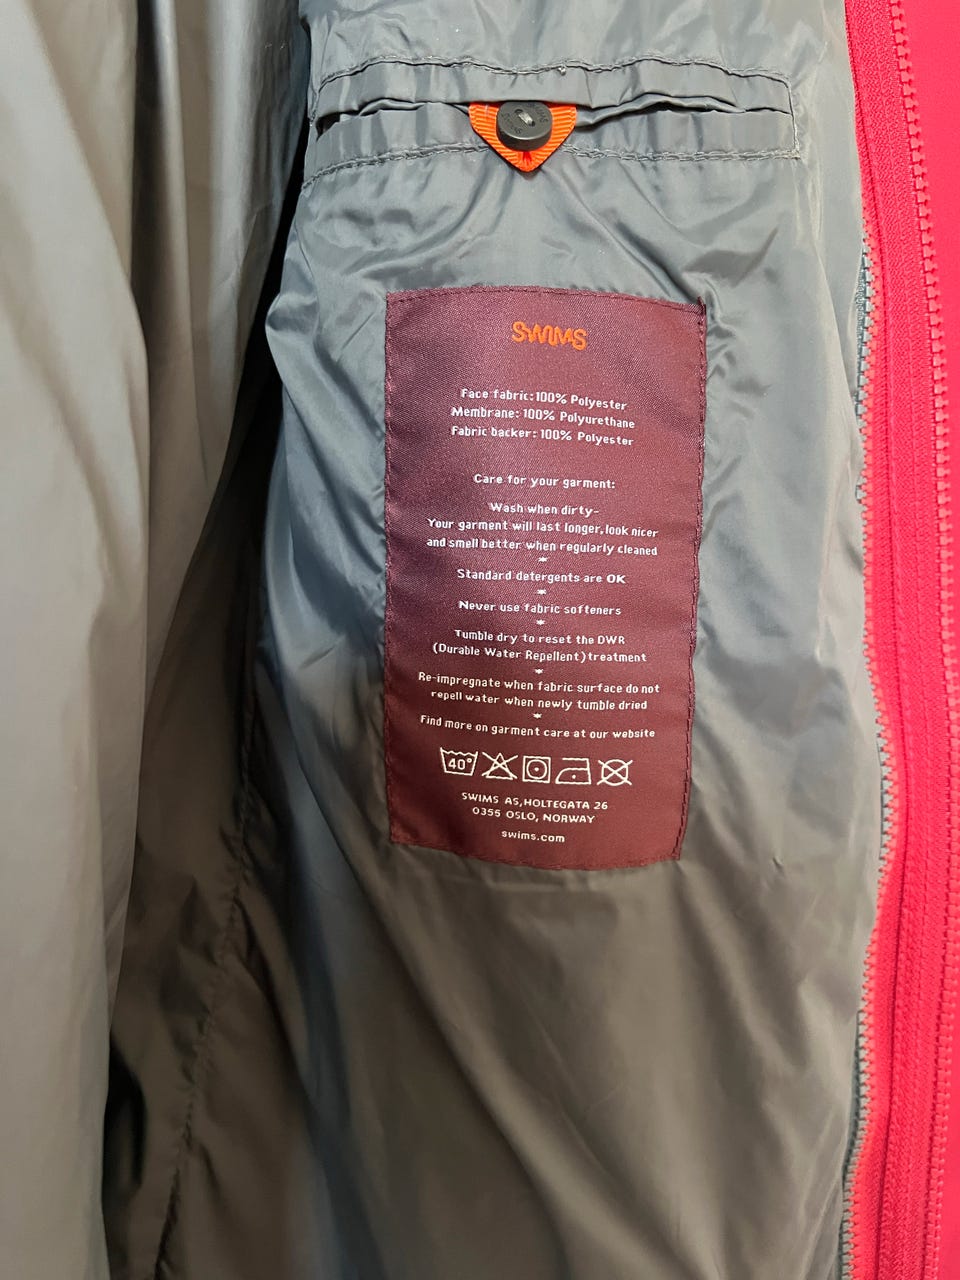 SWIMS
Face fabric: 100% Polyester
Membrane: 100% Polyurethane
Fabric backer: 100% Polyester
Care for your garment:
Wash when dirty-
Your garment will last longer, look nicer
and smell better when regularly cleaned
*
Standard detergents are OK
*
Never use fabric softeners
*
Tumble dry to reset the DWR
(Durable Water Repellent) treatment
*
Re-impregnate when fabric surface do not
repell water when newly tumble dried
*
Find more on garment care at our website
40°
SWIMS AS, HOLTEGATA 26
0355 OSLO, NORWAY
swims.com